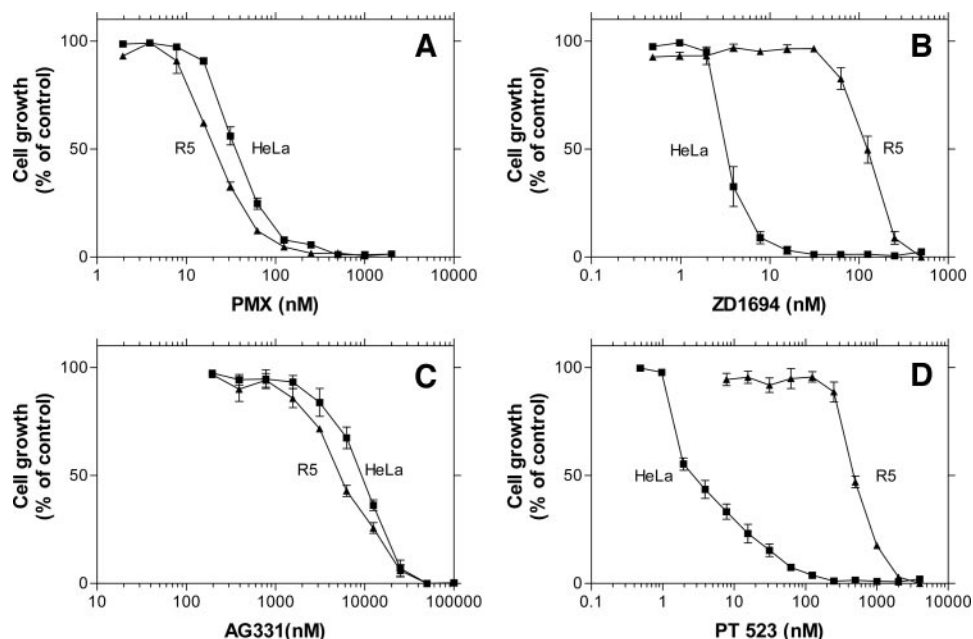 A
Cell growth
(% of control)
100
50
0
R5
HeLa
1
10
100
1000
10000
PMX (nM)
B
Cell growth
(% of control)
100
50
0
HeLa
R5
0.1
1
10
100
1000
ZD1694 (nM)
C
Cell growth
(% of control)
100
50
0
R5
HeLa
10
100
1000
10000
100000
AG331(nM)
D
Cell growth
(% of control)
100
50
0
HeLa
R5
0.1
1
10
100
1000
10000
PT 523 (nM)